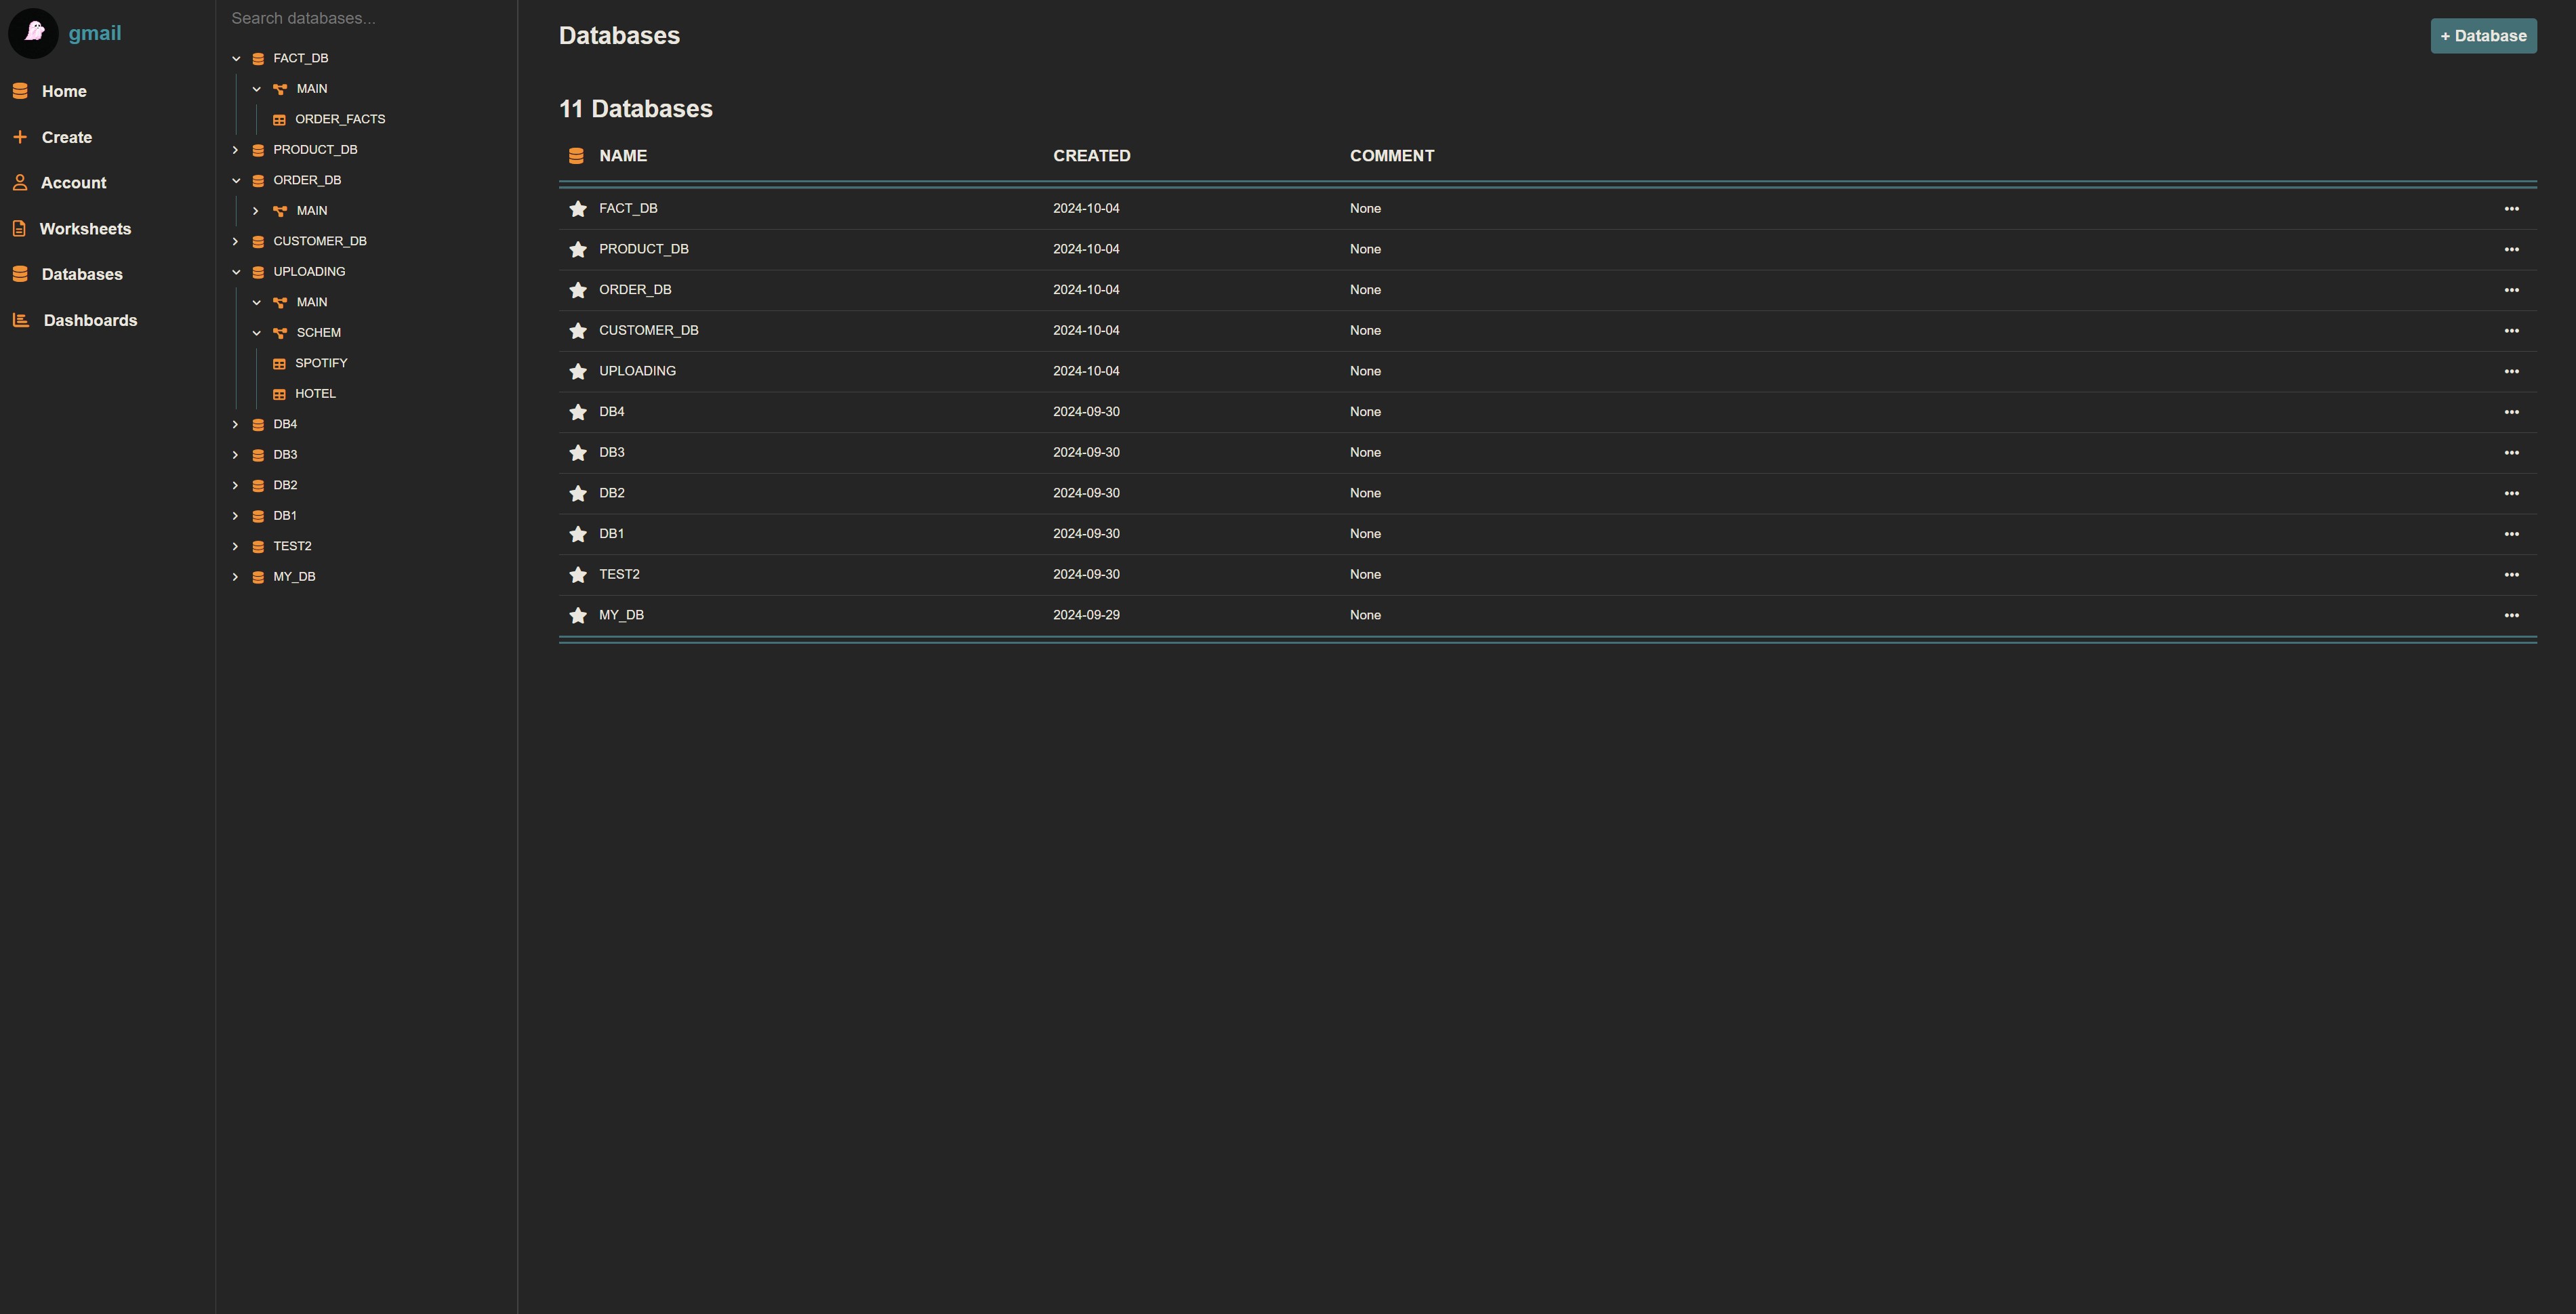 gmail
Home
Create
Account
Worksheets
Databases
Dashboards
Search databases...
FACT_DB
MAIN
ORDER_FACTS
PRODUCT_DB
ORDER_DB
MAIN
CUSTOMER_DB
UPLOADING
MAIN
SCHEM
SPOTIFY
HOTEL
DB4
DB3
DB2
DB1
TEST2
MY_DB
Databases
+ Database
11 Databases
NAME CREATED COMMENT
FACT_DB 2024-10-04 None
PRODUCT_DB 2024-10-04 None
ORDER_DB 2024-10-04 None
CUSTOMER_DB 2024-10-04 None
UPLOADING 2024-10-04 None
DB4 2024-09-30 None
DB3 2024-09-30 None
DB2 2024-09-30 None
DB1 2024-09-30 None
TEST2 2024-09-30 None
MY_DB 2024-09-29 None